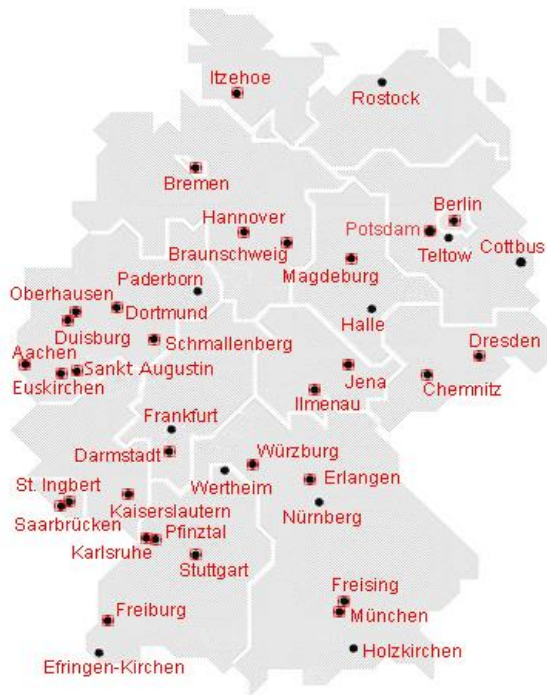 Itzehoe
Rostock
Bremen
Hannover
Berlin
Potsdam
Teltow
Braunschweig
Cottbus
Magdeburg
Paderborn
Oberhausen
Dortmund
Halle
Duisburg
Schmallenberg
Dresden
Aachen
Sankt Augustin
Jena
Euskirchen
Chemnitz
Ilmenau
Frankfurt
Darmstadt
Würzburg
Wertheim
Erlangen
St. Ingbert
Kaiserslautern
Nürnberg
Saarbrücken
Pfinztal
Karlsruhe
Stuttgart
Freising
Freiburg
München
Holzkirchen
Efringen-Kirchen